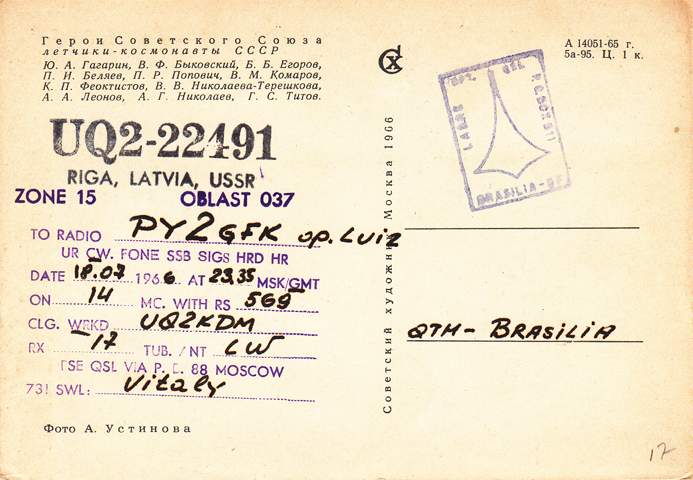 Герои Советского Союза
летчики-космонавты СССР
Ю. А. Гагарин, В. Ф. Быковский, Б. Б. Егоров,
П. И. Беляев, П. Р. Попович, В. М. Комаров,
К. П. Феоктистов, В. В. Николаева-Терешкова,
А. А. Леонов, А. Г. Николаев, Г. С. Титов.
А 14051-65 г.
5а-95. Ц. 1 к.
UQ2-22491
RIGA, LATVIA, USSR
ZONE 15 OBLAST 037
TO RADIO PY2GFK op. Luiz
UR CW. FONE SSB SIGS HRD HR
DATE 18.07 1966 AT 23.35 MSK/GMT
ON 14 MC. WITH RS 569
CLG. WRKD UQ2KDM
RX -17 TUB. / NT LW
PSE QSL VIA P. B. 88 MOSCOW
73! SWL: Vitaly
Фото А. Устинова
Советский художник Москва 1966
LABRE
BRASILIA-DF
QTH - BRASILIA
17